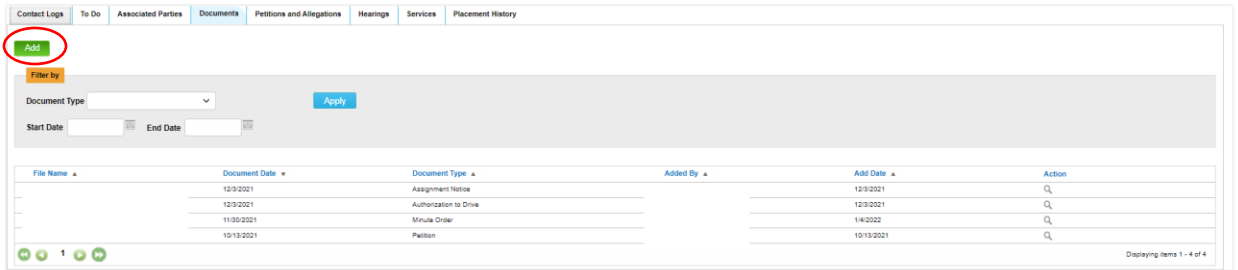 Contact Logs To Do Associated Parties Documents Petitions and Allegations Hearings Services Placement History
Add
Filter by
Document Type Apply
Start Date End Date
File Name ▲ Document Date ▼ Document Type ▲ Added By ▲ Add Date ▲ Action
12/3/2021 Assignment Notice 12/3/2021
12/3/2021 Authorization to Drive 12/3/2021
11/30/2021 Minute Order 1/4/2022
10/13/2021 Petition 10/13/2021
1 Displaying items 1 - 4 of 4